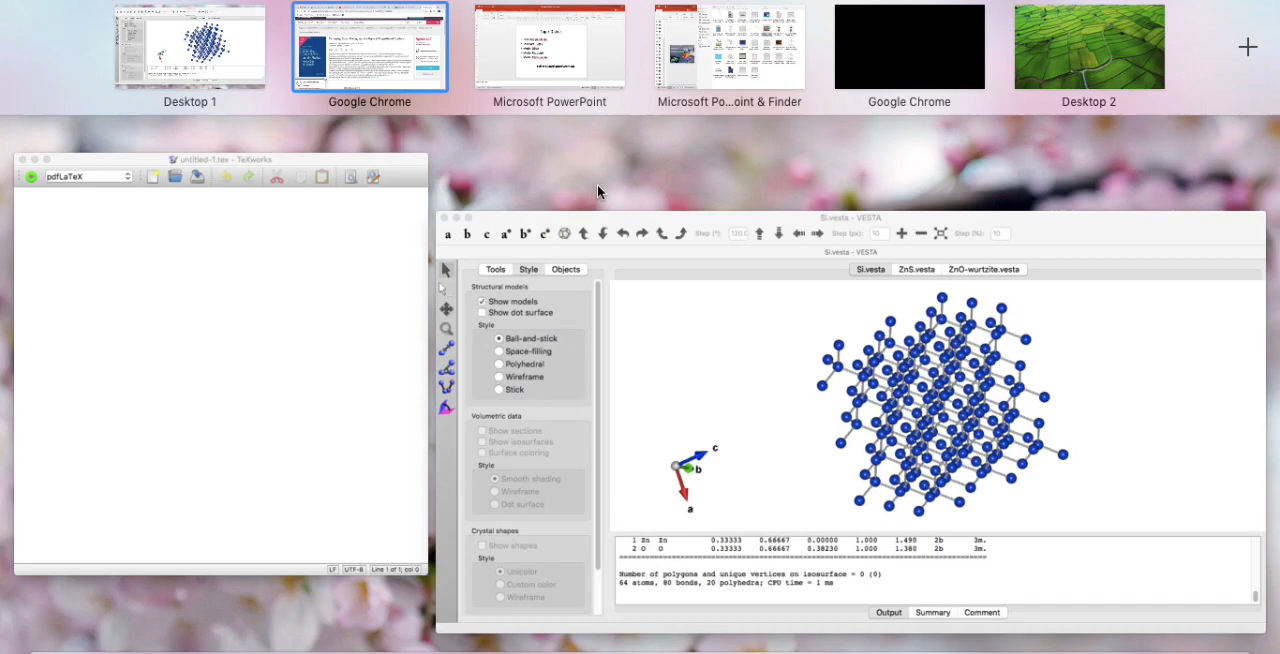 Desktop 1
Google Chrome
Microsoft PowerPoint
Microsoft Po...oint & Finder
Google Chrome
Desktop 2
untitled-1.tex - TeXworks
pdfLaTeX
LF UTF-8 Line 1 of 1; col 0
Si.vesta - VESTA
a b c a* b* c* Step (°): 120.0 Step (px): 10 Step (%): 10
Si.vesta - VESTA
Tools Style Objects
Si.vesta ZnS.vesta ZnO-wurtzite.vesta
Structural models
Show models
Show dot surface
Style
Ball-and-stick
Space-filling
Polyhedral
Wireframe
Stick
Volumetric data
Show sections
Show isosurfaces
Surface coloring
Style
Smooth shading
Wireframe
Dot surface
Crystal shapes
Show shapes
Style
Unicolor
Custom color
Wireframe
c
b
a
1 Zn Zn 0.33333 0.66667 0.00000 1.000 1.490 2b 3m.
2 O O 0.33333 0.66667 0.38230 1.000 1.380 2b 3m.
Number of polygons and unique vertices on isosurface = 0 (0)
64 atoms, 80 bonds, 20 polyhedra; CPU time = 1 ms
Output Summary Comment